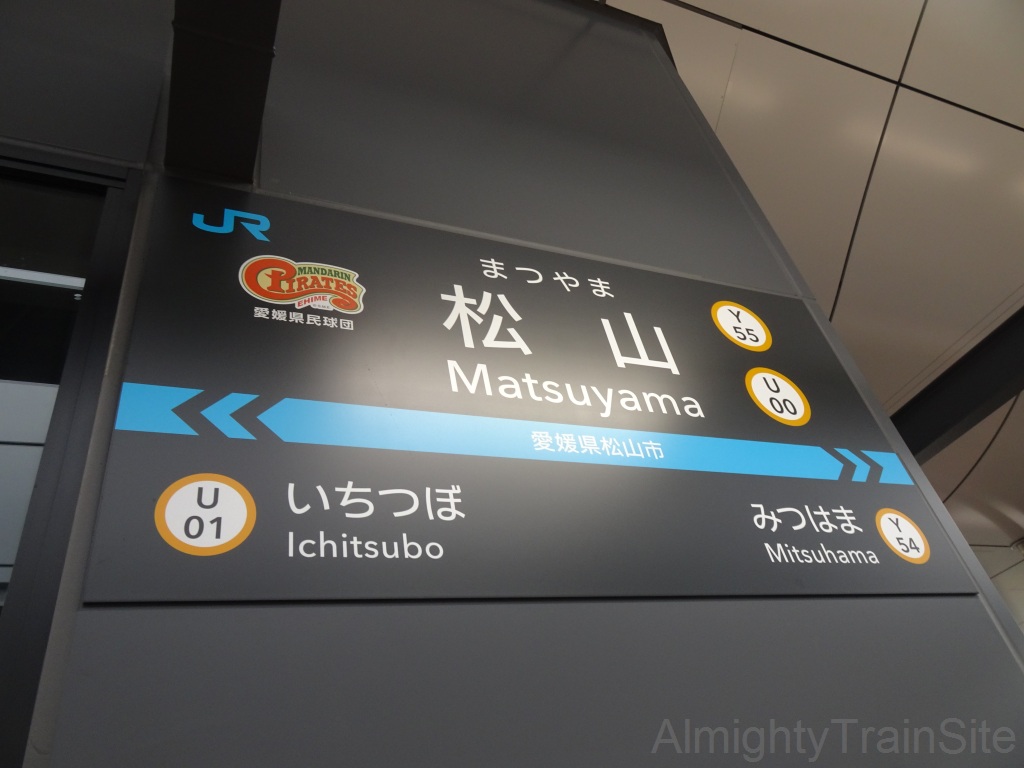 JR
MANDARIN
PIRATES
EHIME
愛媛県民球団
まつやま
松山
Matsuyama
Y
55
U
00
愛媛県松山市
U
01
いちつぼ
Ichitsubo
みつはま
Mitsuhama
Y
54
AlmightyTrainSite